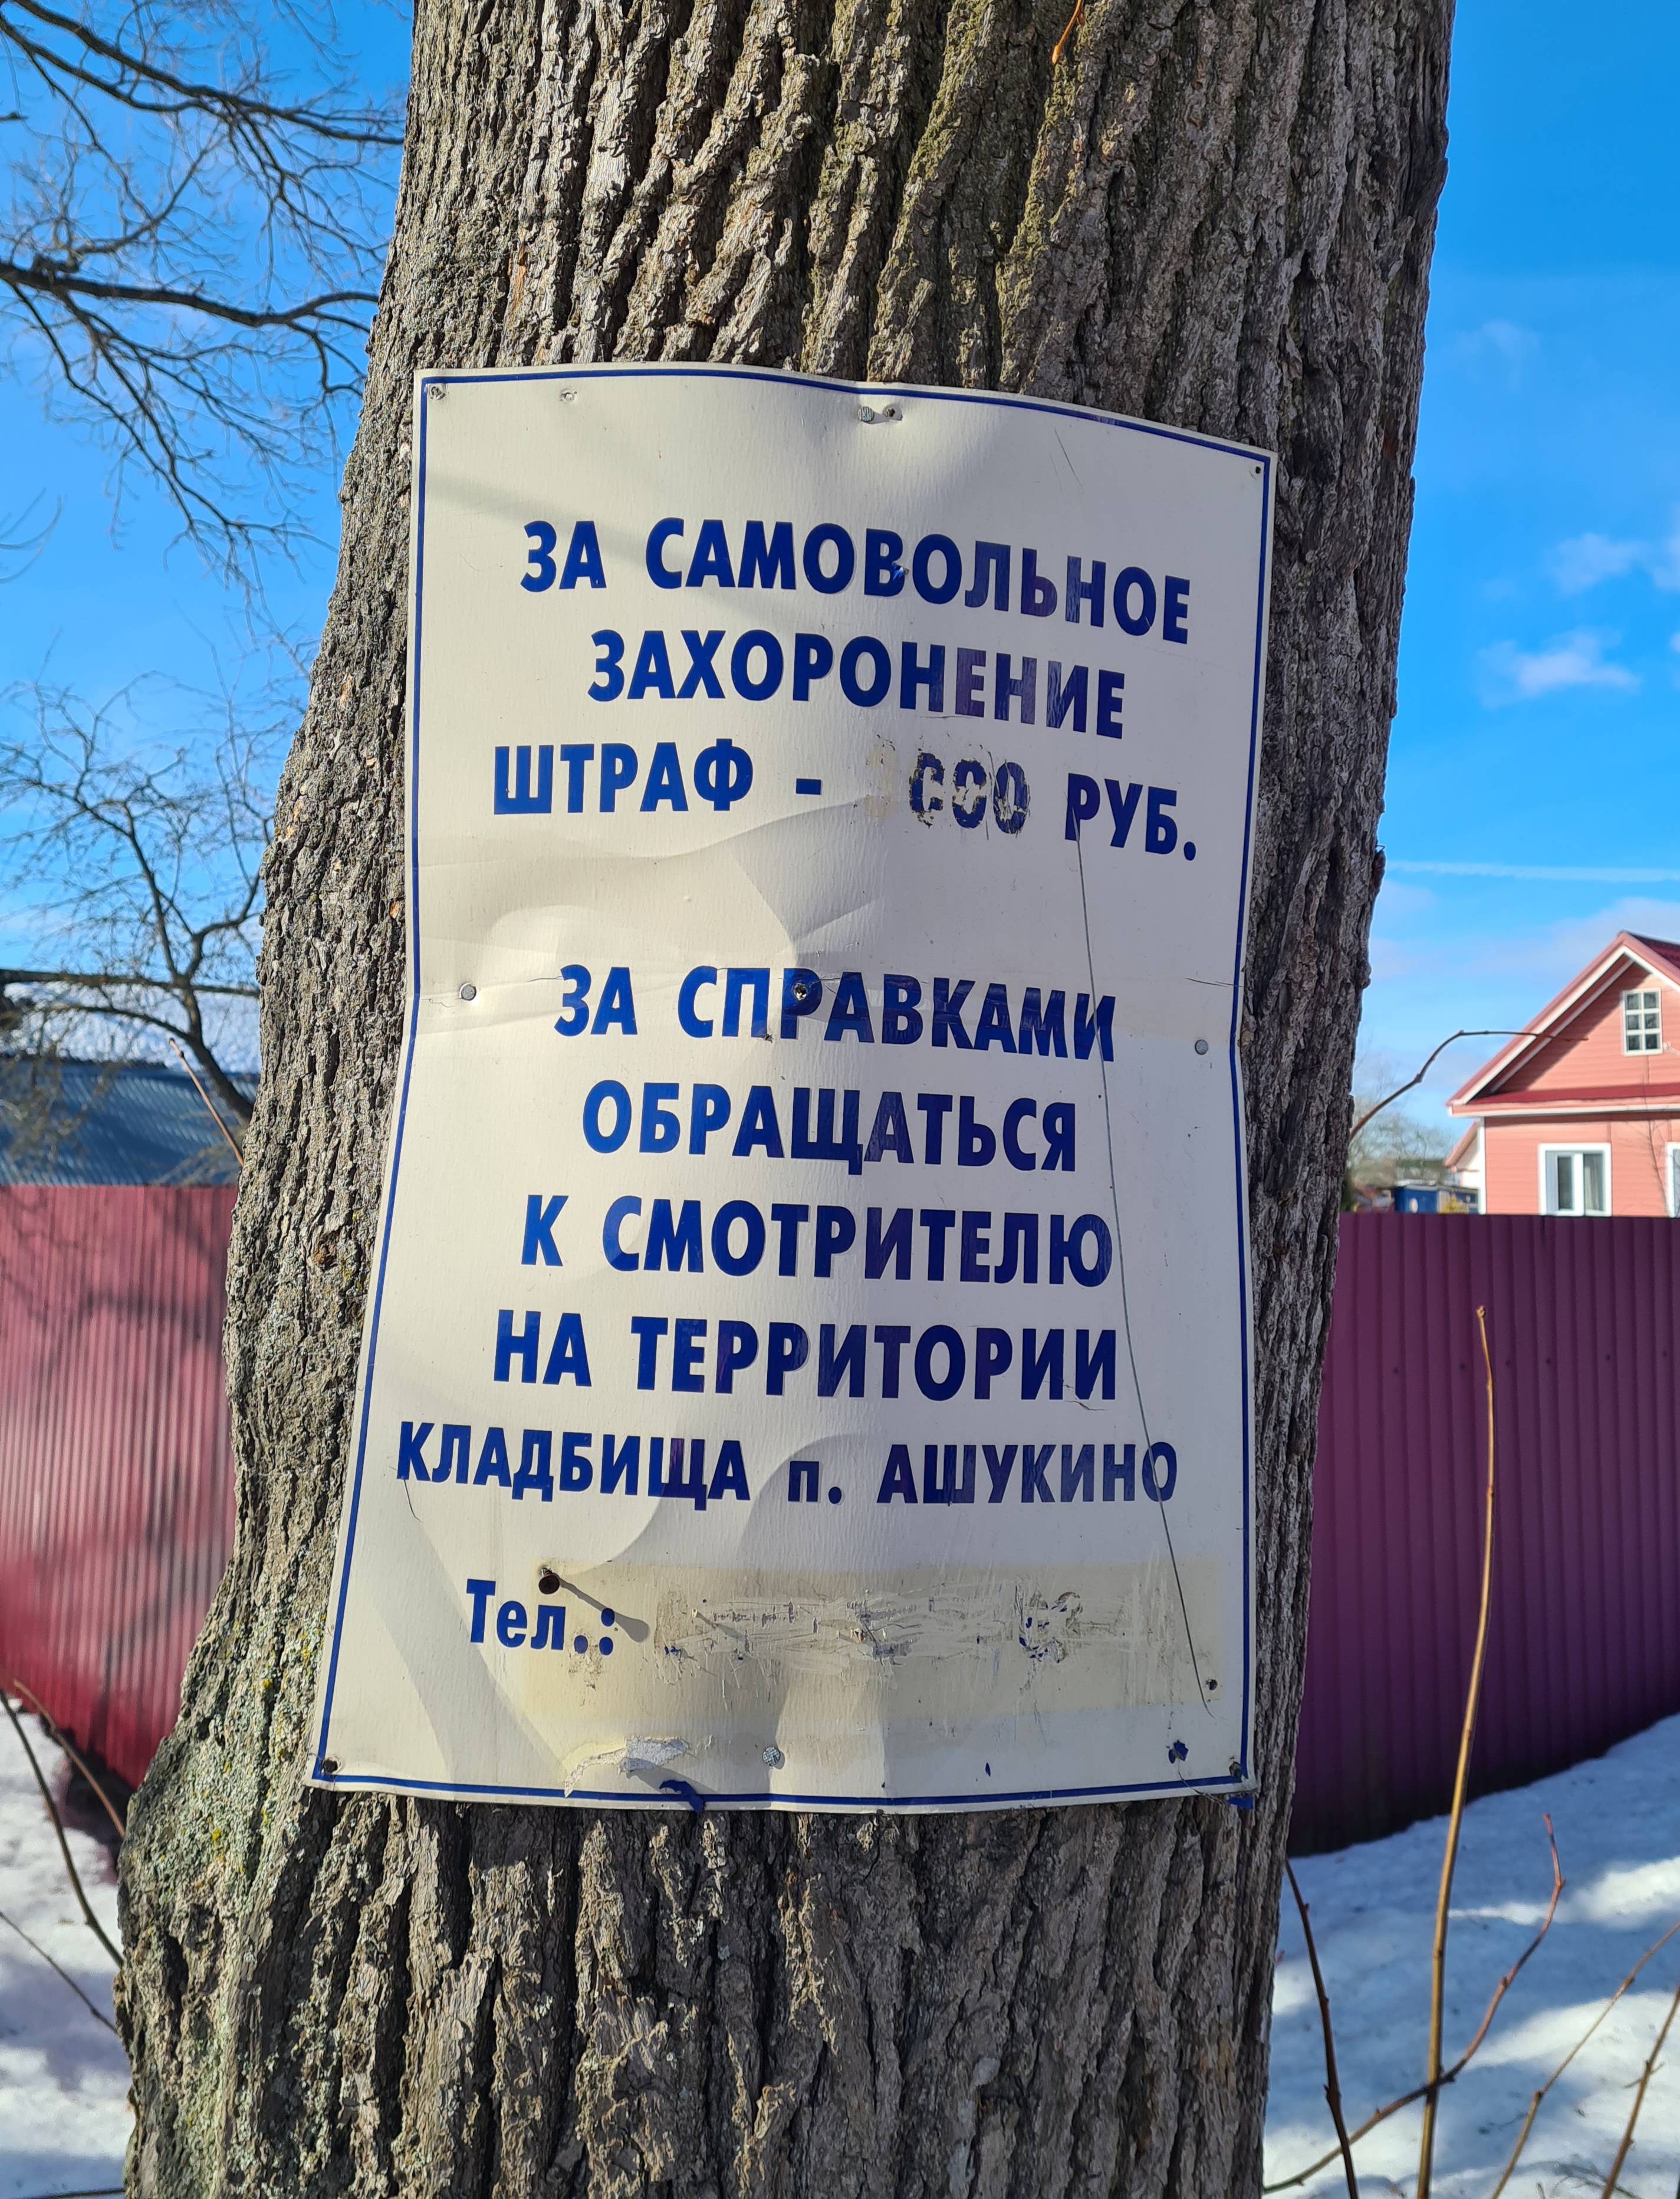 ЗА САМОВОЛЬНОЕ
ЗАХОРОНЕНИЕ
ШТРАФ - РУБ.
ЗА СПРАВКАМИ
ОБРАЩАТЬСЯ
К СМОТРИТЕЛЮ
НА ТЕРРИТОРИИ
КЛАДБИЩА п. АШУКИНО
Тел.: